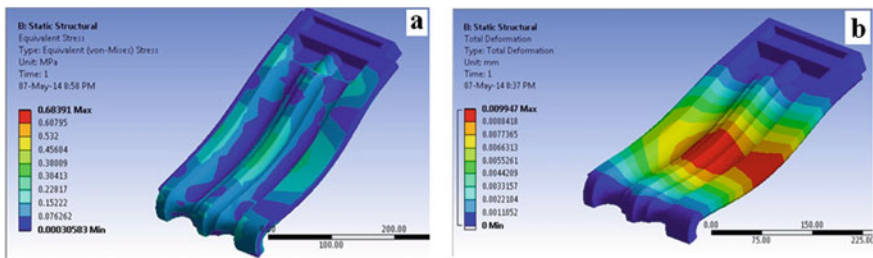 a
B: Static Structural
Equivalent Stress
Type: Equivalent (von-Mises) Stress
Unit: MPa
Time: 1
07-May-14 8:58 PM
0.68391 Max
0.60795
0.532
0.45604
0.38009
0.30413
0.22817
0.15222
0.076262
0.00030583 Min
0.00
200.00
100.00
b
B: Static Structural
Total Deformation
Type: Total Deformation
Unit: mm
Time: 1
07-May-14 8:37 PM
0.009947 Max
0.0088418
0.0077365
0.0066313
0.0055261
0.0044209
0.0033157
0.0022104
0.0011052
0 Min
0.00
150.00
75.00
225.00